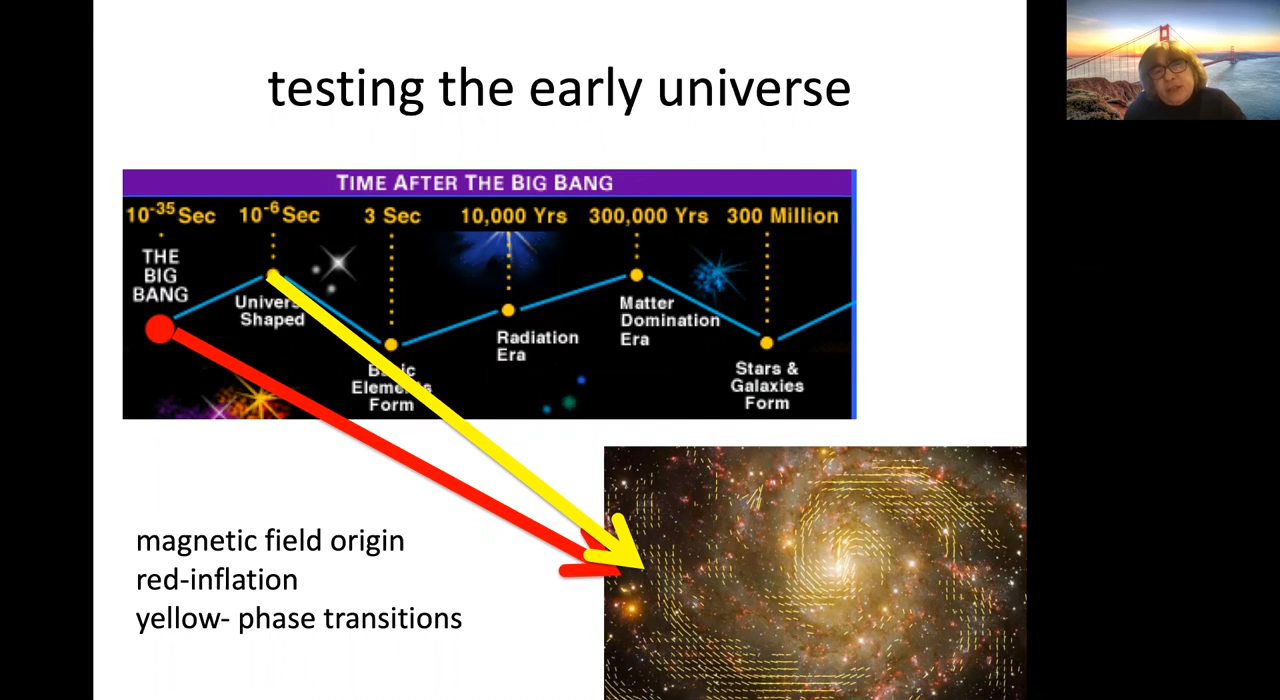 testing the early universe
TIME AFTER THE BIG BANG
10-35 Sec 10-6 Sec 3 Sec 10,000 Yrs 300,000 Yrs 300 Million
THE
BIG
BANG
Univers
Shaped
Basic
Elements
Form
Radiation
Era
Matter
Domination
Era
Stars &
Galaxies
Form
magnetic field origin
red-inflation
yellow- phase transitions